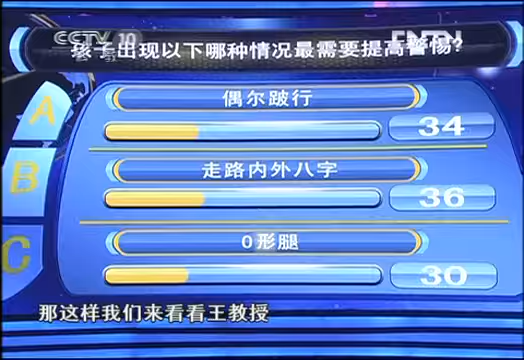 CCTV 10
孩子出现以下哪种情况最需要提高警惕?
A
偶尔跛行
34
B
走路内外八字
36
C
O形腿
30
那这样我们来看看王教授